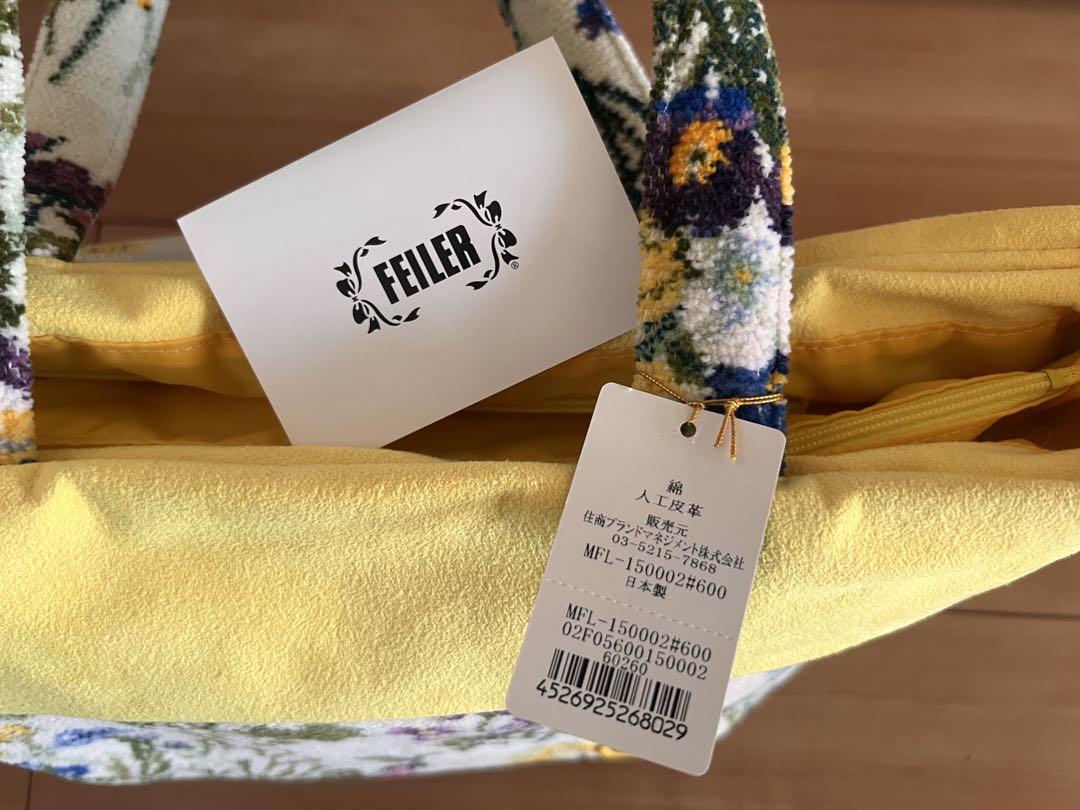 FEILER
®
綿
人工皮革
販売元
住商ブランドマネジメント株式会社
03-5215-7868
MFL-150002#600
日本製
MFL-150002#600
02F05600150002
60260
4526925268029